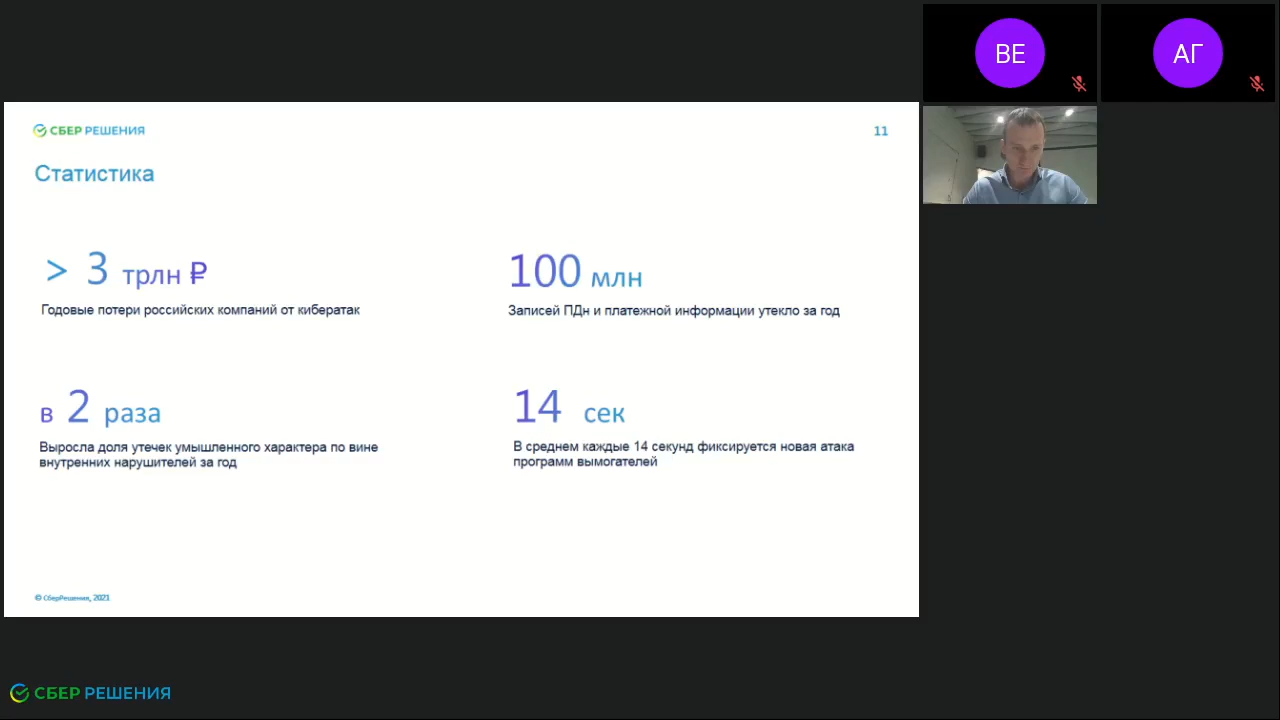 ВЕ
АГ
СБЕР РЕШЕНИЯ
11
Статистика
> 3 трлн ₽
Годовые потери российских компаний от кибератак
100 млн
Записей ПДн и платежной информации утекло за год
в 2 раза
Выросла доля утечек умышленного характера по вине
внутренних нарушителей за год
14 сек
В среднем каждые 14 секунд фиксируется новая атака
программ вымогателей
© СберРешения, 2021
СБЕР РЕШЕНИЯ